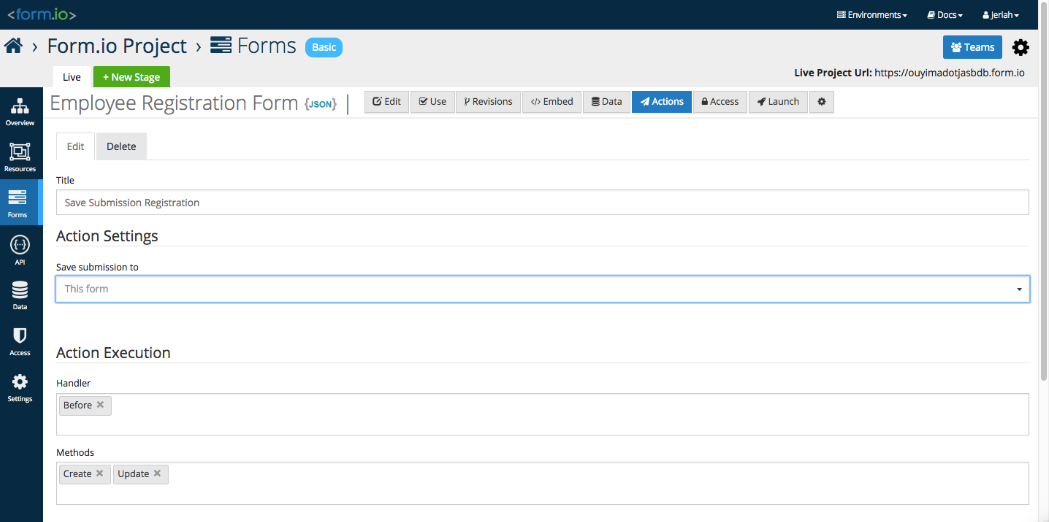 <form.io>
Environments
Docs
Jerlah
Form.io Project
Forms
Basic
Teams
Live
+ New Stage
Live Project Url: https://ouyimadotjasbdb.form.io
Employee Registration Form {JSON} |
Edit
Use
Revisions
</> Embed
Data
Actions
Access
Launch
Overview
Resources
Forms
API
Data
Access
Settings
Edit
Delete
Title
Save Submission Registration
Action Settings
Save submission to
This form
Action Execution
Handler
Before ×
Methods
Create × Update ×